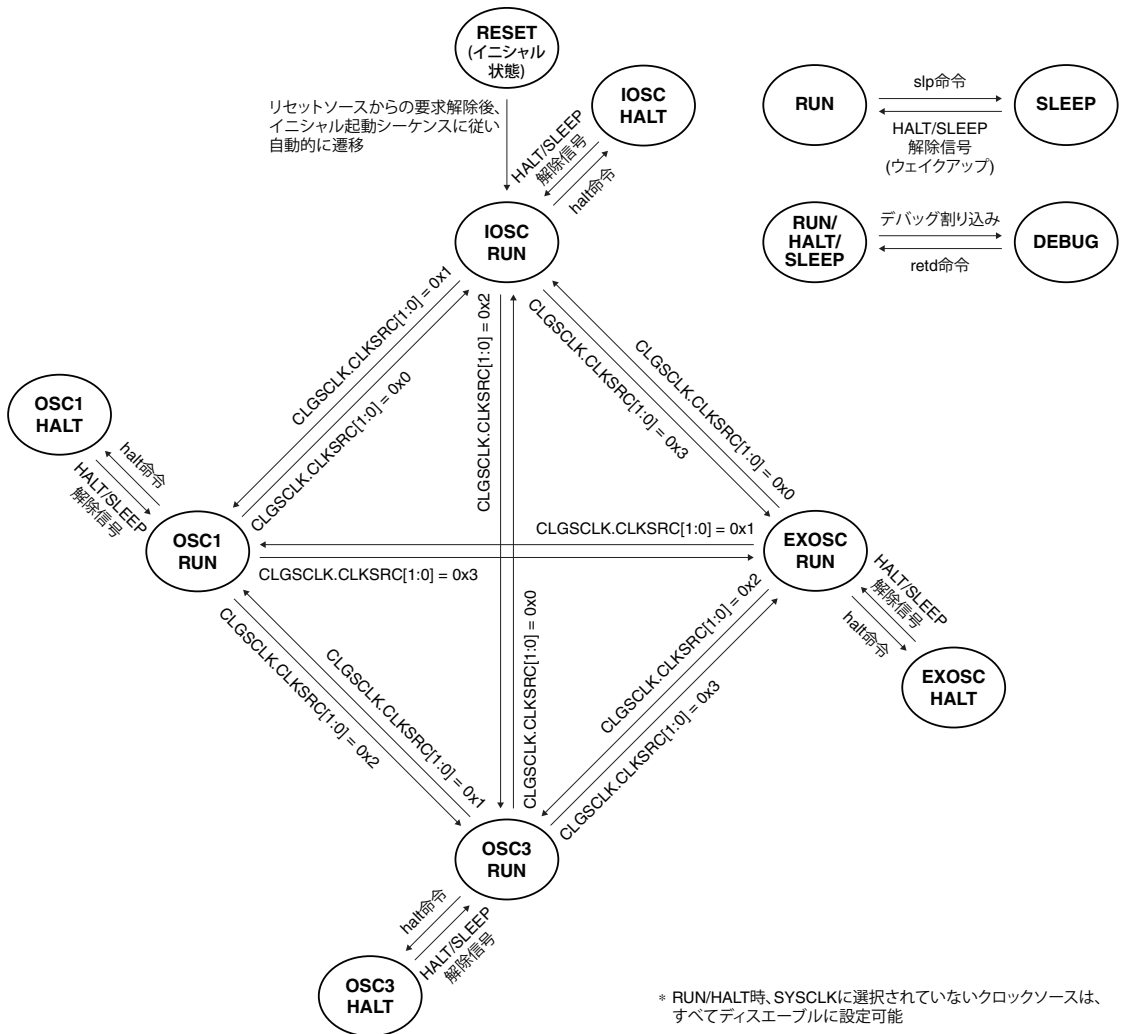 RESET
(イニシャル
状態)
リセットソースからの要求解除後、
イニシャル起動シーケンスに従い
自動的に遷移
IOSC
HALT
HALT/SLEEP
解除信号
halt命令
IOSC
RUN
RUN
slp命令
HALT/SLEEP
解除信号
(ウェイクアップ)
SLEEP
RUN/
HALT/
SLEEP
デバッグ割り込み
retd命令
DEBUG
CLGSCLK.CLKSRC[1:0] = 0x1
CLGSCLK.CLKSRC[1:0] = 0x0
CLGSCLK.CLKSRC[1:0] = 0x2
CLGSCLK.CLKSRC[1:0] = 0x0
CLGSCLK.CLKSRC[1:0] = 0x3
CLGSCLK.CLKSRC[1:0] = 0x0
OSC1
HALT
halt命令
HALT/SLEEP
解除信号
OSC1
RUN
CLGSCLK.CLKSRC[1:0] = 0x1
CLGSCLK.CLKSRC[1:0] = 0x3
EXOSC
RUN
HALT/SLEEP
解除信号
halt命令
EXOSC
HALT
CLGSCLK.CLKSRC[1:0] = 0x1
CLGSCLK.CLKSRC[1:0] = 0x2
CLGSCLK.CLKSRC[1:0] = 0x2
CLGSCLK.CLKSRC[1:0] = 0x3
OSC3
RUN
halt命令
HALT/SLEEP
解除信号
OSC3
HALT
* RUN/HALT時、SYSCLKに選択されていないクロックソースは、
すべてディスエーブルに設定可能